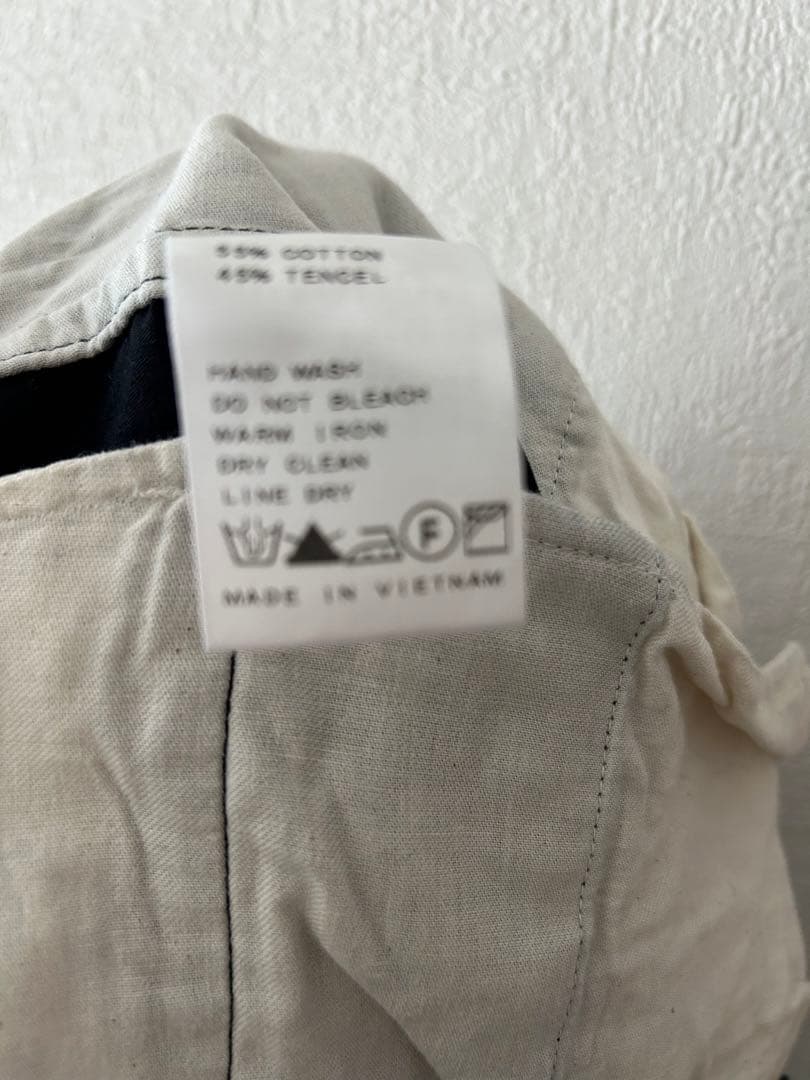 55% COTTON
45% TENCEL
HAND WASH
DO NOT BLEACH
WARM IRON
DRY CLEAN
LINE DRY
F
MADE IN VIETNAM